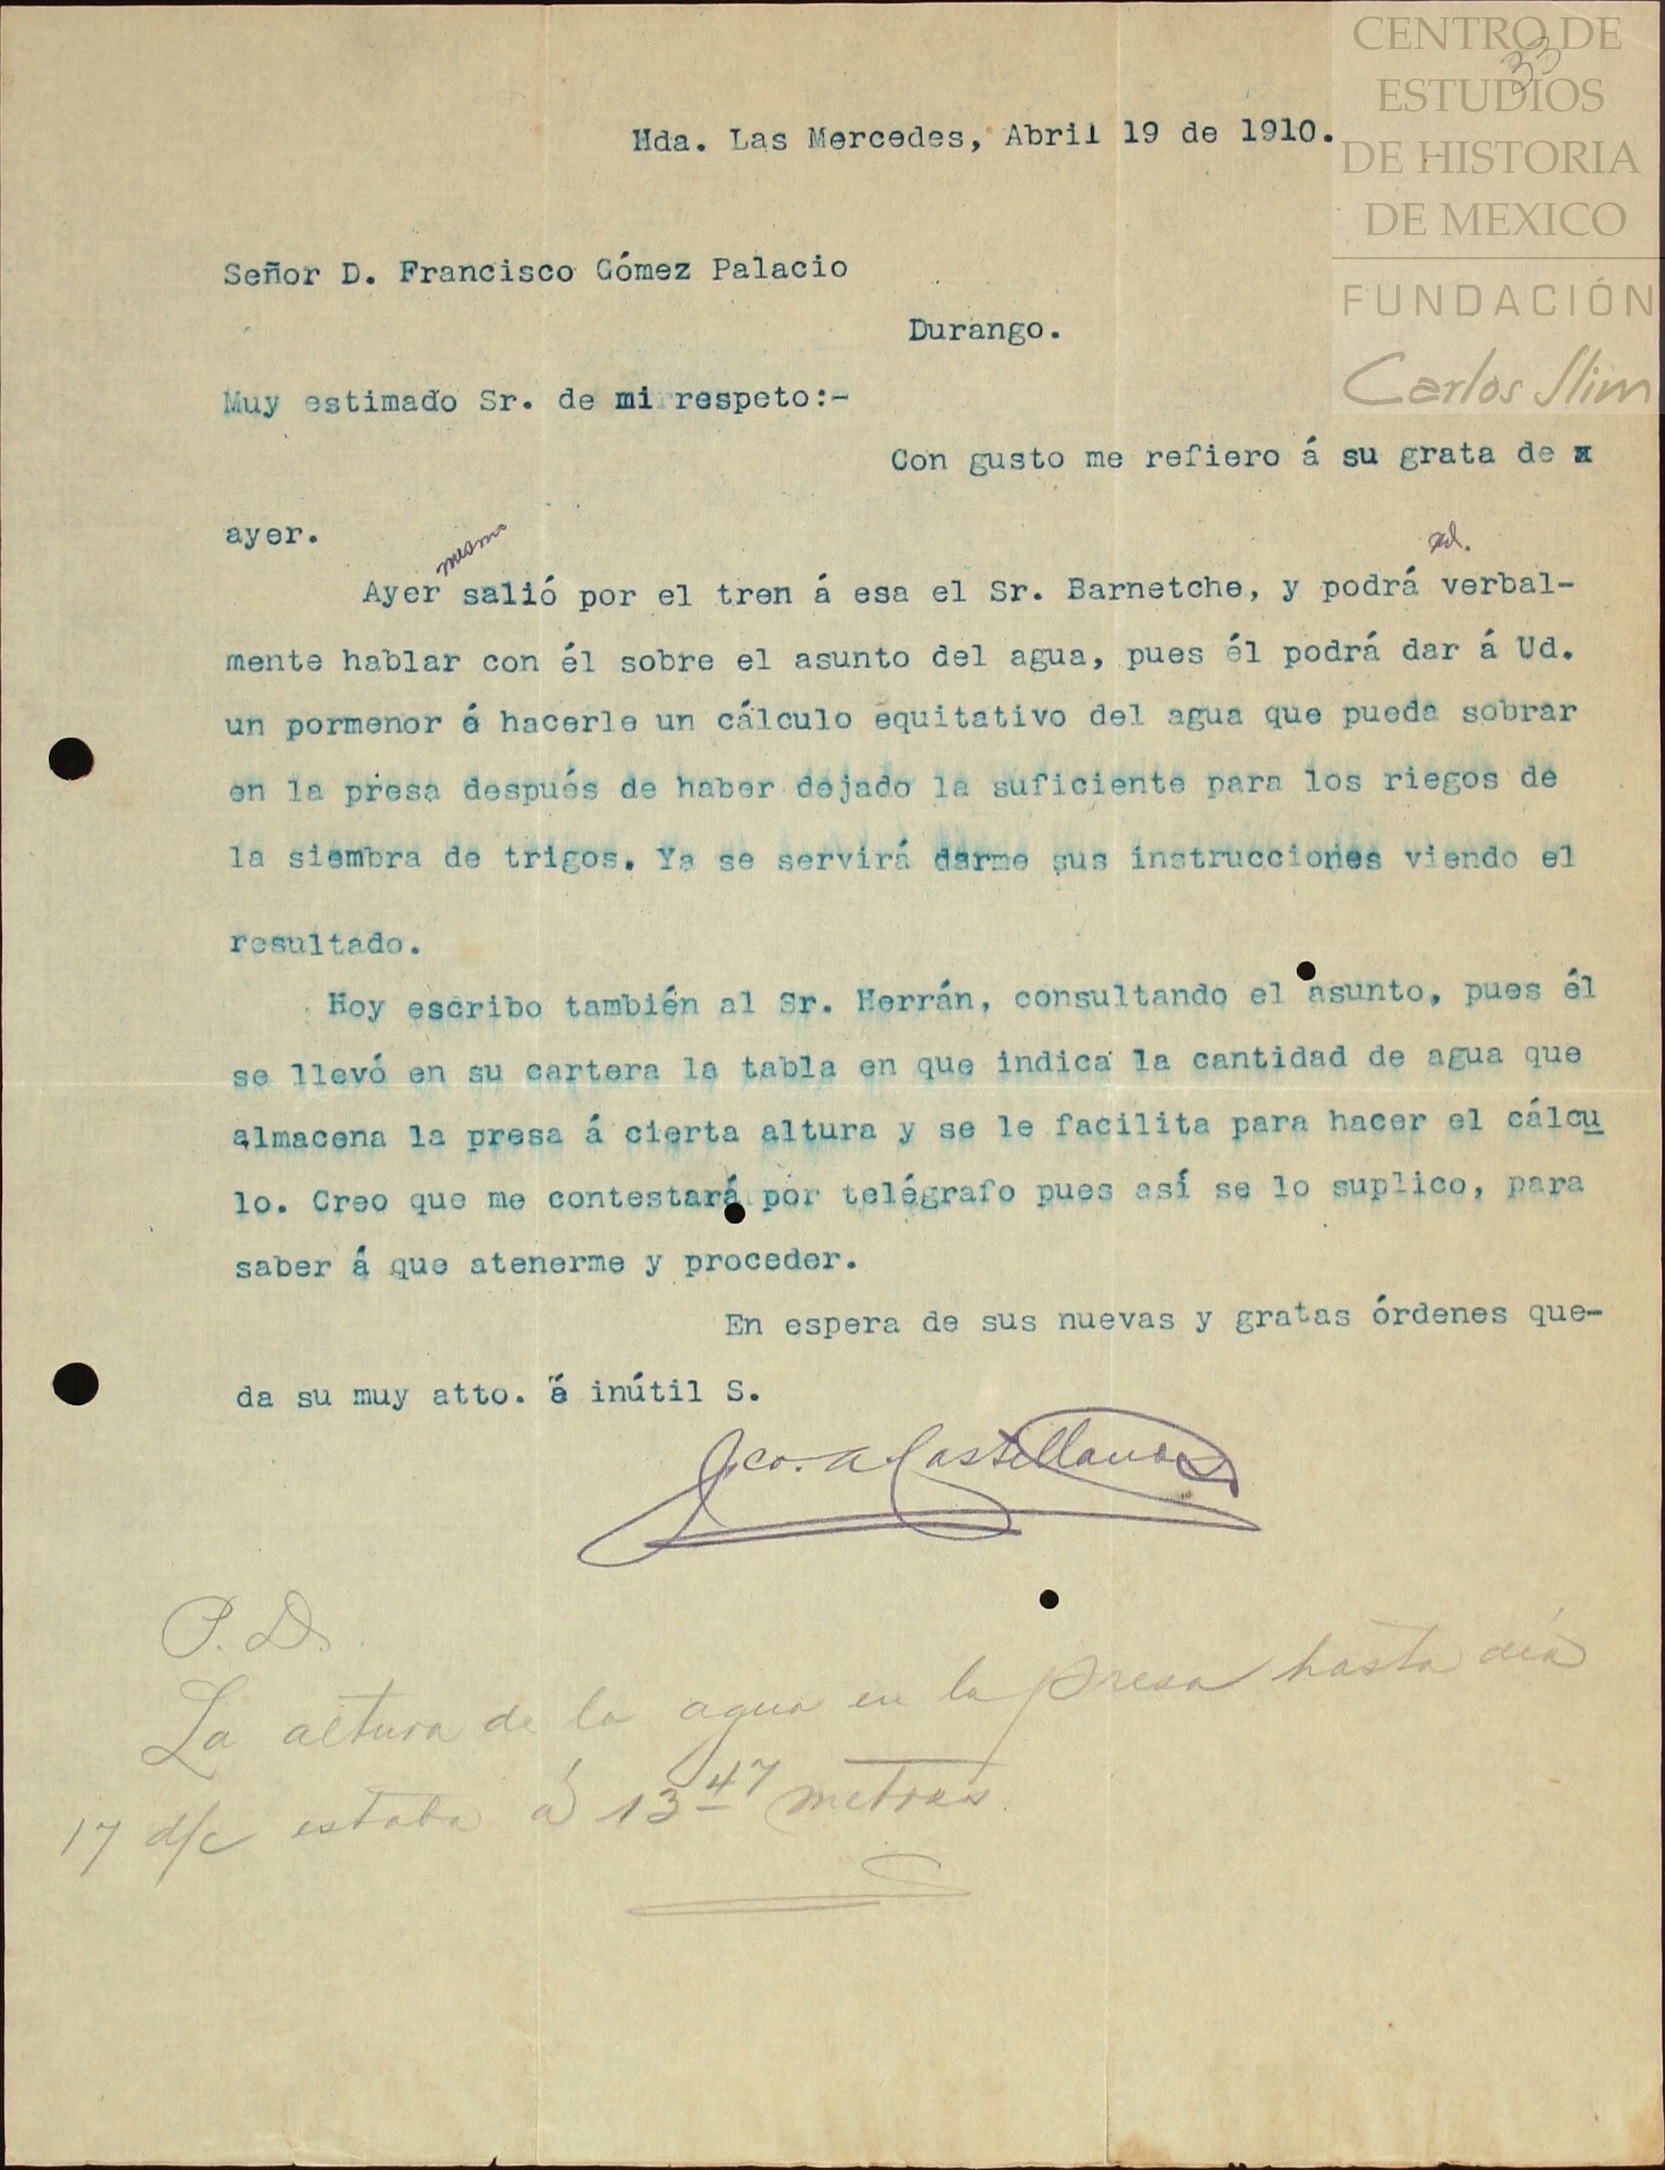 CENTRO DE
ESTUDIOS
DE HISTORIA
DE MEXICO
FUNDACIÓN
Carlos Slim
33
Hda. Las Mercedes, Abril 19 de 1910.
Señor D. Francisco Gómez Palacio
Durango.
Muy estimado Sr. de mi respeto:-
Con gusto me refiero á su grata de x
ayer.
mismo
ud.
Ayer salió por el tren á esa el Sr. Barnetche, y podrá verbal-
mente hablar con él sobre el asunto del agua, pues él podrá dar á Ud.
un pormenor ó hacerle un cálculo equitativo del agua que pueda sobrar
en la presa después de haber dejado la suficiente para los riegos de
la siembra de trigos. Ya se servirá darme sus instrucciones viendo el
resultado.
Hoy escribo también al Sr. Herrán, consultando el asunto, pues él
se llevó en su cartera la tabla en que indica la cantidad de agua que
almacena la presa á cierta altura y se le facilita para hacer el cálcu
lo. Creo que me contestará por telégrafo pues así se lo suplico, para
saber á que atenerme y proceder.
En espera de sus nuevas y gratas órdenes que-
da su muy atto. é inútil S.
Fco. A Castellanos
P.D.
La altura de la agua en la presa hasta día
17 d/c estaba á 13 47 metros